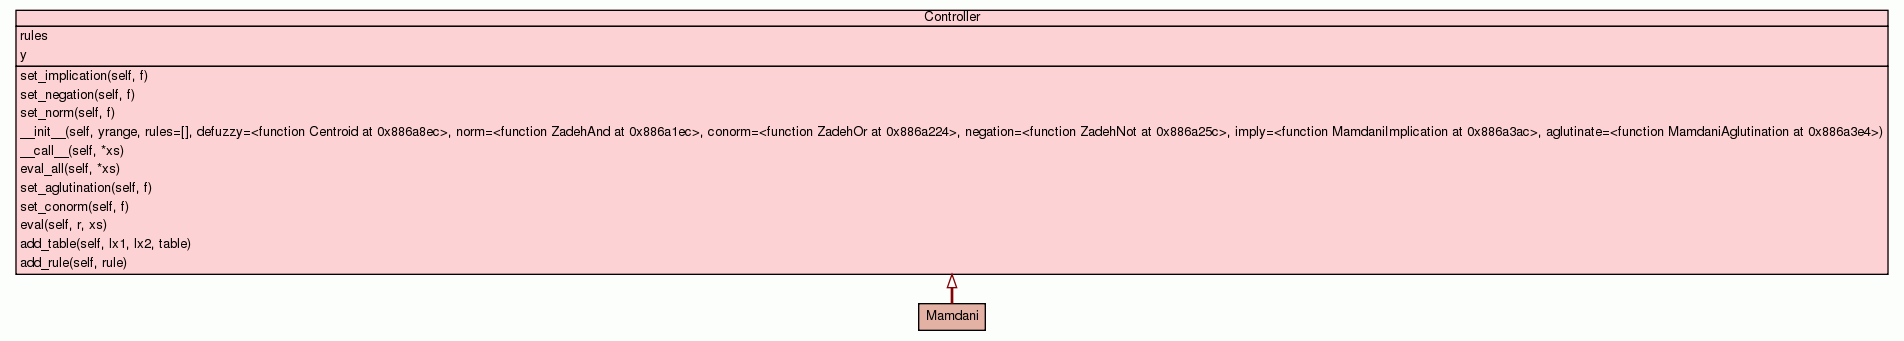 Controller
rules
y
set_implication(self, f)
set_negation(self, f)
set_norm(self, f)
__init__(self, yrange, rules=[], defuzzy=<function Centroid at 0x886a8ec>, norm=<function ZadehAnd at 0x886a1ec>, conorm=<function ZadehOr at 0x886a224>, negation=<function ZadehNot at 0x886a25c>, imply=<function MamdaniImplication at 0x886a3ac>, aglutinate=<function MamdaniAglutination at 0x886a3e4>)
__call__(self, *xs)
eval_all(self, *xs)
set_aglutination(self, f)
set_conorm(self, f)
eval(self, r, xs)
add_table(self, lx1, lx2, table)
add_rule(self, rule)
Mamdani